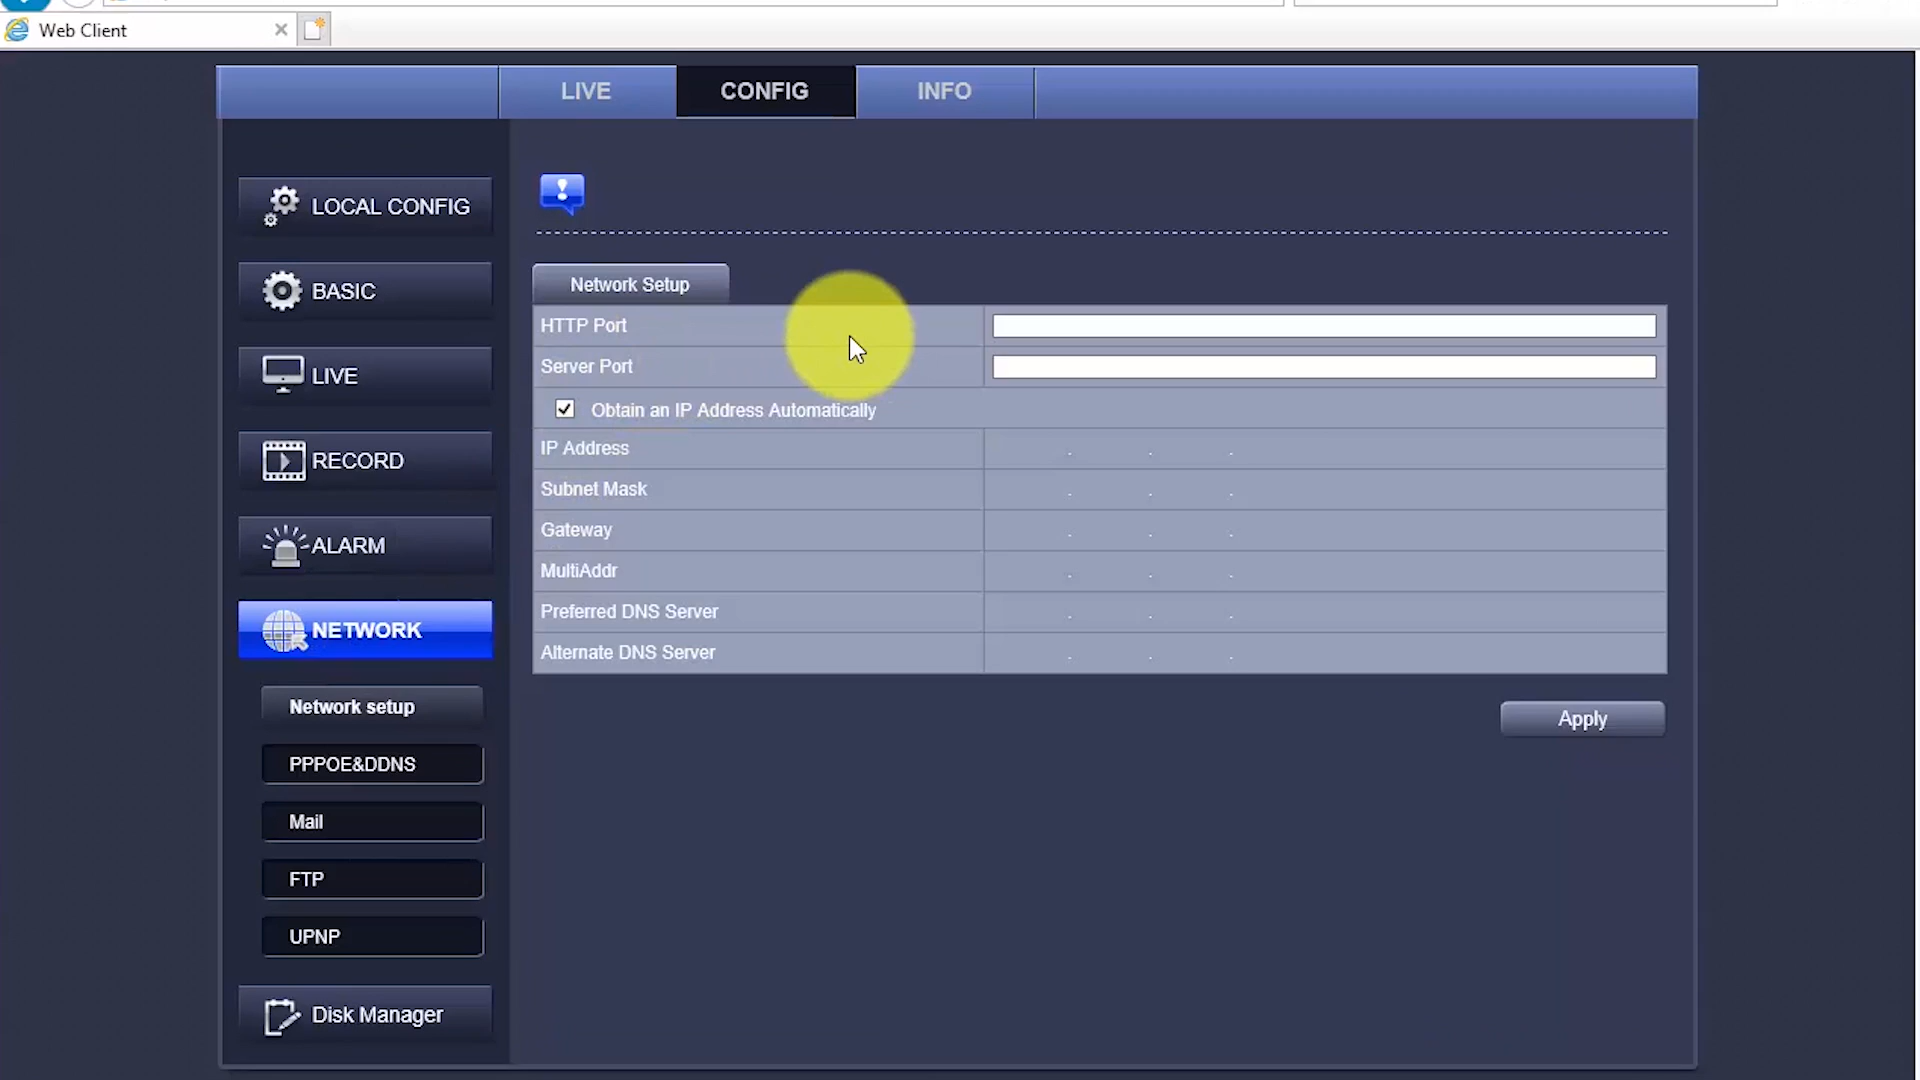 Web Client
LIVE
CONFIG
INFO
LOCAL CONFIG
BASIC
LIVE
RECORD
ALARM
NETWORK
Network setup
PPPOE&DDNS
Mail
FTP
UPNP
Disk Manager
Network Setup
HTTP Port
Server Port
Obtain an IP Address Automatically
IP Address . . .
Subnet Mask . . .
Gateway . . .
MultiAddr . . .
Preferred DNS Server . . .
Alternate DNS Server . . .
Apply